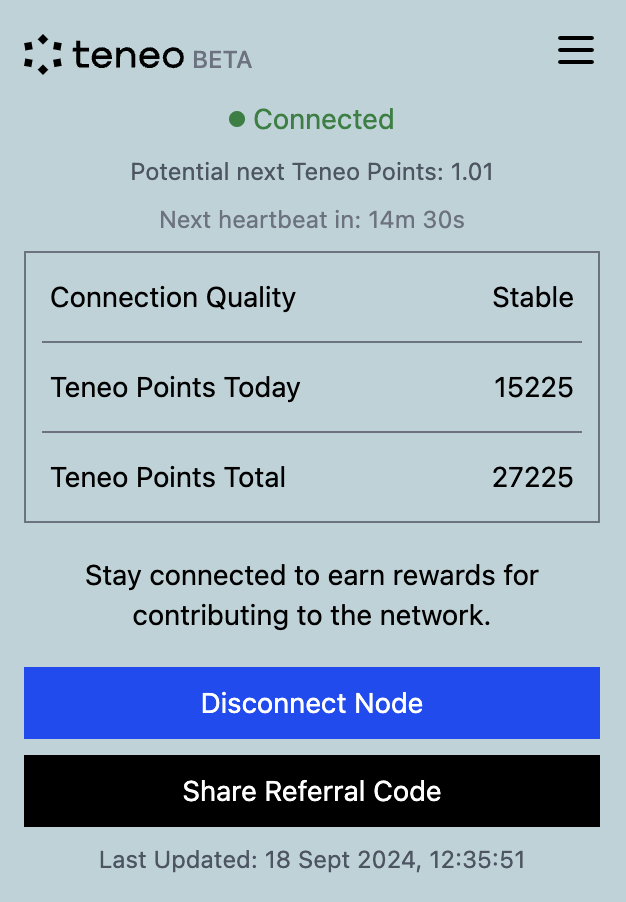 teneo BETA
Connected
Potential next Teneo Points: 1.01
Next heartbeat in: 14m 30s
Connection Quality Stable
Teneo Points Today 15225
Teneo Points Total 27225
Stay connected to earn rewards for
contributing to the network.
Disconnect Node
Share Referral Code
Last Updated: 18 Sept 2024, 12:35:51